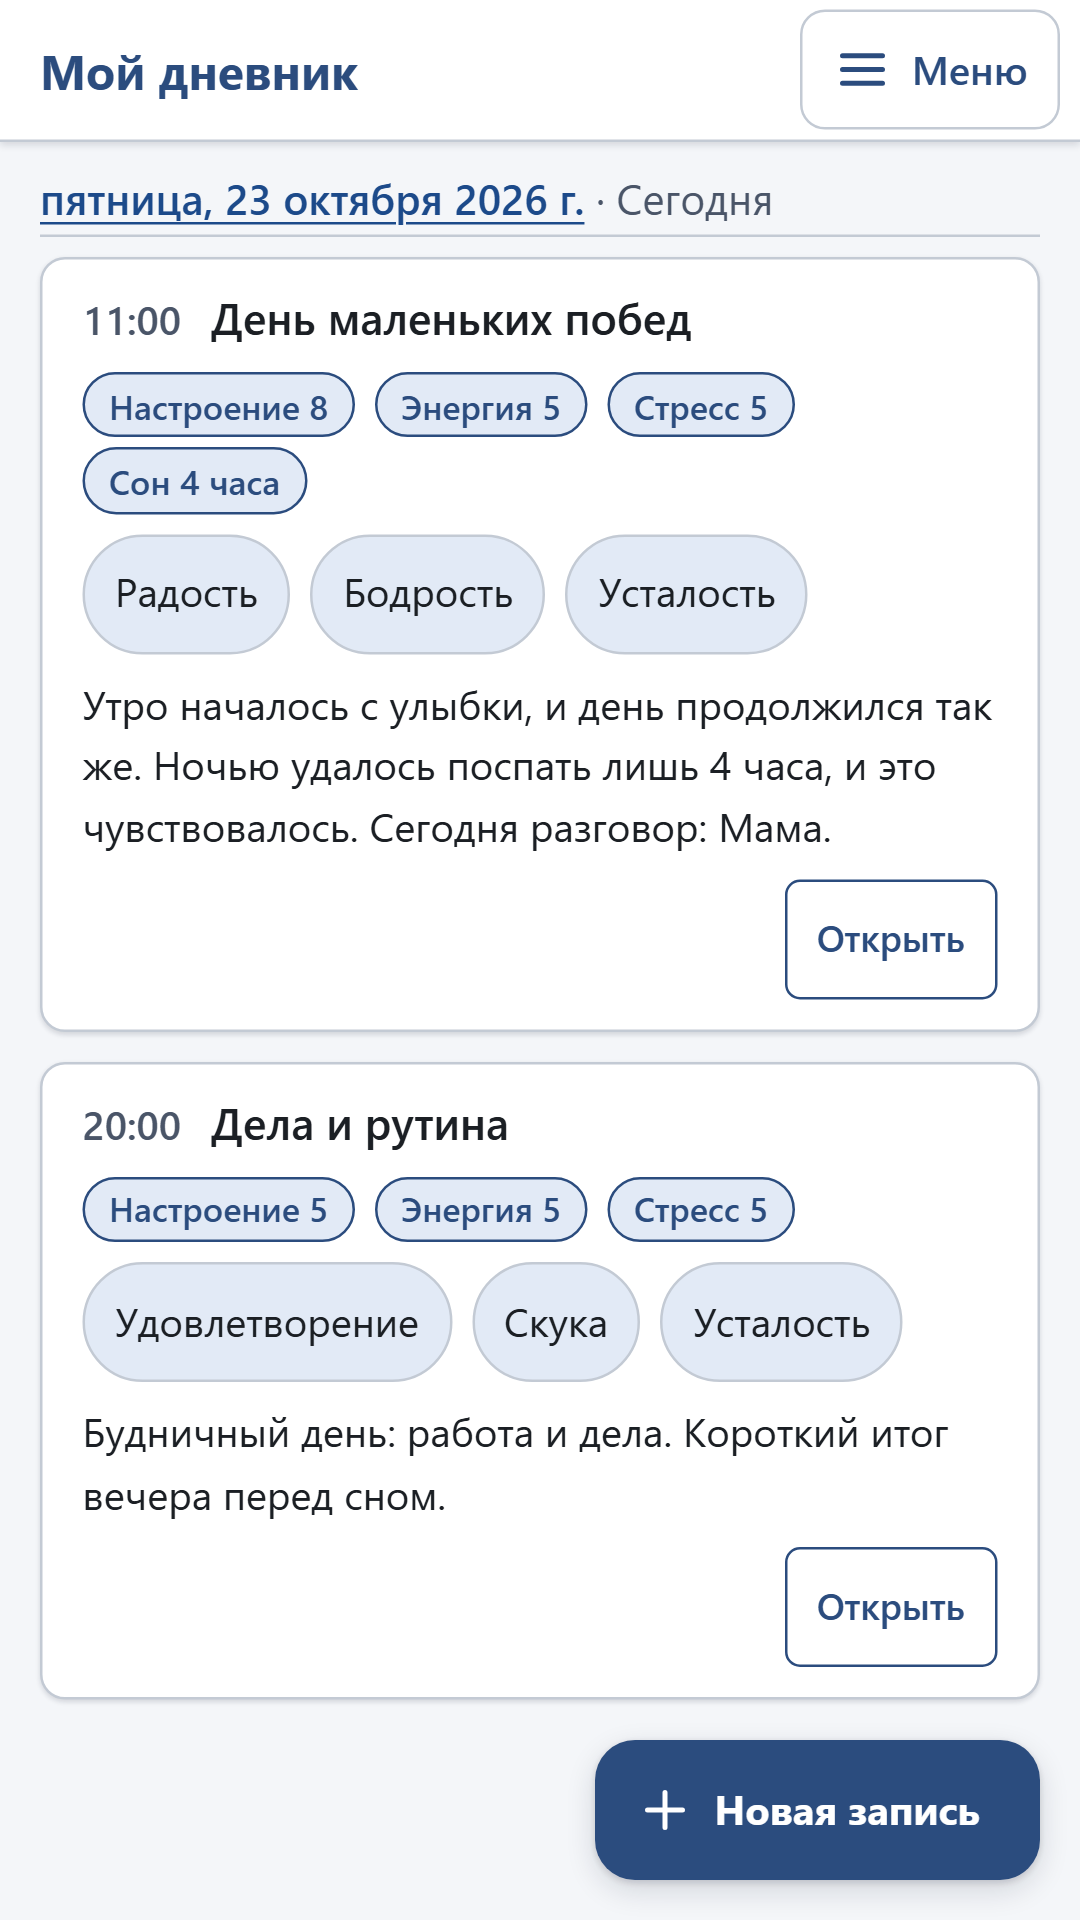 Мой дневник
Меню
пятница, 23 октября 2026 г. · Сегодня
11:00 День маленьких побед
Настроение 8 Энергия 5 Стресс 5
Сон 4 часа
Радость Бодрость Усталость
Утро началось с улыбки, и день продолжился так
же. Ночью удалось поспать лишь 4 часа, и это
чувствовалось. Сегодня разговор: Мама.
Открыть
20:00 Дела и рутина
Настроение 5 Энергия 5 Стресс 5
Удовлетворение Скука Усталость
Будничный день: работа и дела. Короткий итог
вечера перед сном.
Открыть
Новая запись